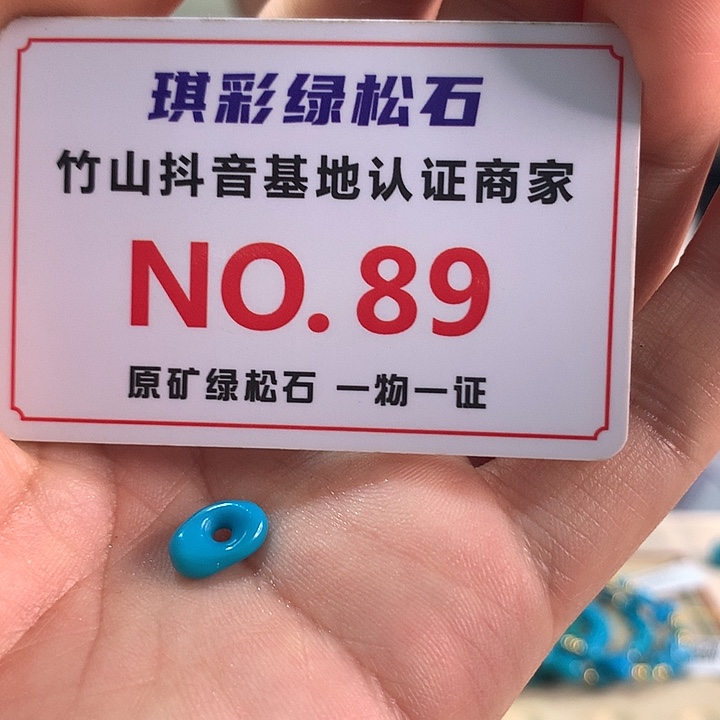 琪彩绿松石
竹山抖音基地认证商家
NO.89
原矿绿松石 一物一证